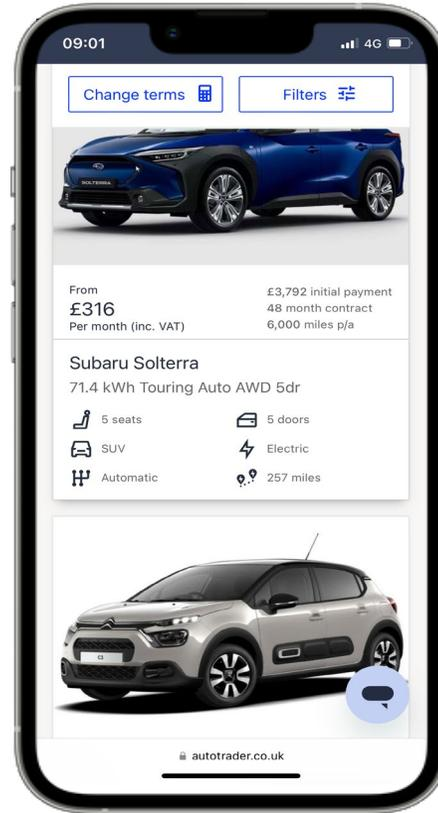 09:01
4G
Change terms
Filters
SOLTERRA
From
£316
Per month (inc. VAT)
£3,792 initial payment
48 month contract
6,000 miles p/a
Subaru Solterra
71.4 kWh Touring Auto AWD 5dr
5 seats
5 doors
SUV
Electric
Automatic
257 miles
C3
autotrader.co.uk